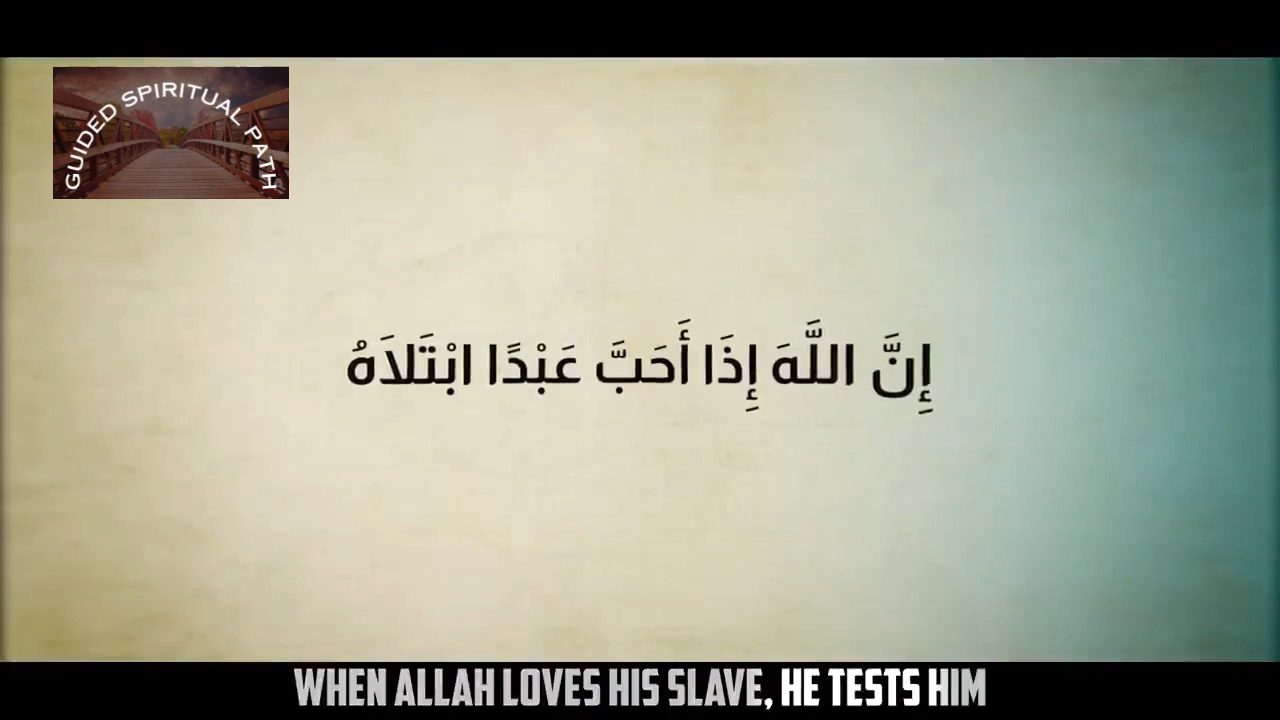 GUIDED SPIRITUAL PATH
إِنَّ اللَّهَ إِذَا أَحَبَّ عَبْدًا ابْتَلَاهُ
WHEN ALLAH LOVES HIS SLAVE, HE TESTS HIM